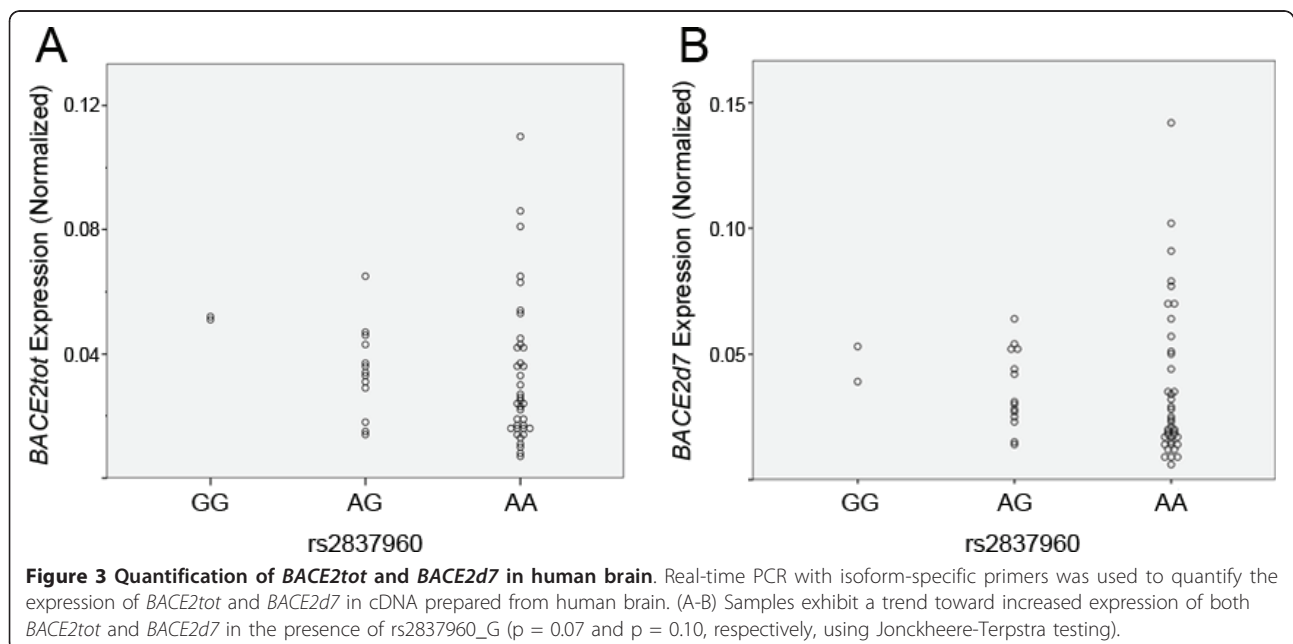 A
BACE2tot Expression (Normalized)
0.12
0.08
0.04
GG AG AA
rs2837960
B
BACE2d7 Expression (Normalized)
0.15
0.10
0.05
GG AG AA
rs2837960
Figure 3 Quantification of BACE2tot and BACE2d7 in human brain. Real-time PCR with isoform-specific primers was used to quantify the
expression of BACE2tot and BACE2d7 in cDNA prepared from human brain. (A-B) Samples exhibit a trend toward increased expression of both
BACE2tot and BACE2d7 in the presence of rs2837960_G (p = 0.07 and p = 0.10, respectively, using Jonckheere-Terpstra testing).